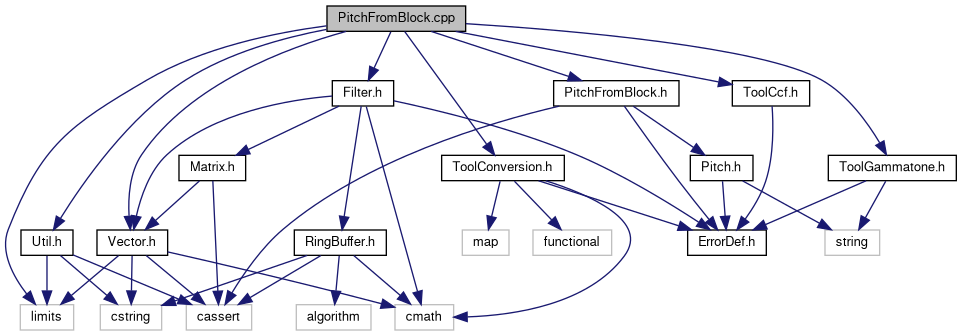 PitchFromBlock.cpp
Filter.h
PitchFromBlock.h
ToolCcf.h
Matrix.h
ToolConversion.h
Pitch.h
ToolGammatone.h
Util.h
Vector.h
RingBuffer.h
map
functional
ErrorDef.h
string
limits
cstring
cassert
algorithm
cmath